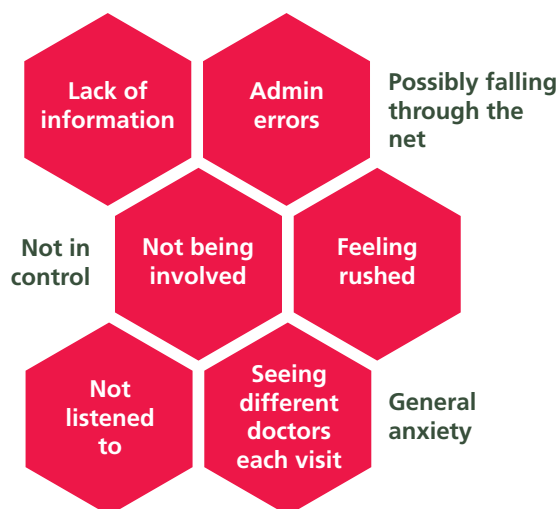 Lack of
information
Admin
errors
Possibly falling
through the
net
Not in
control
Not being
involved
Feeling
rushed
Not
listened
to
Seeing
different
doctors
each visit
General
anxiety